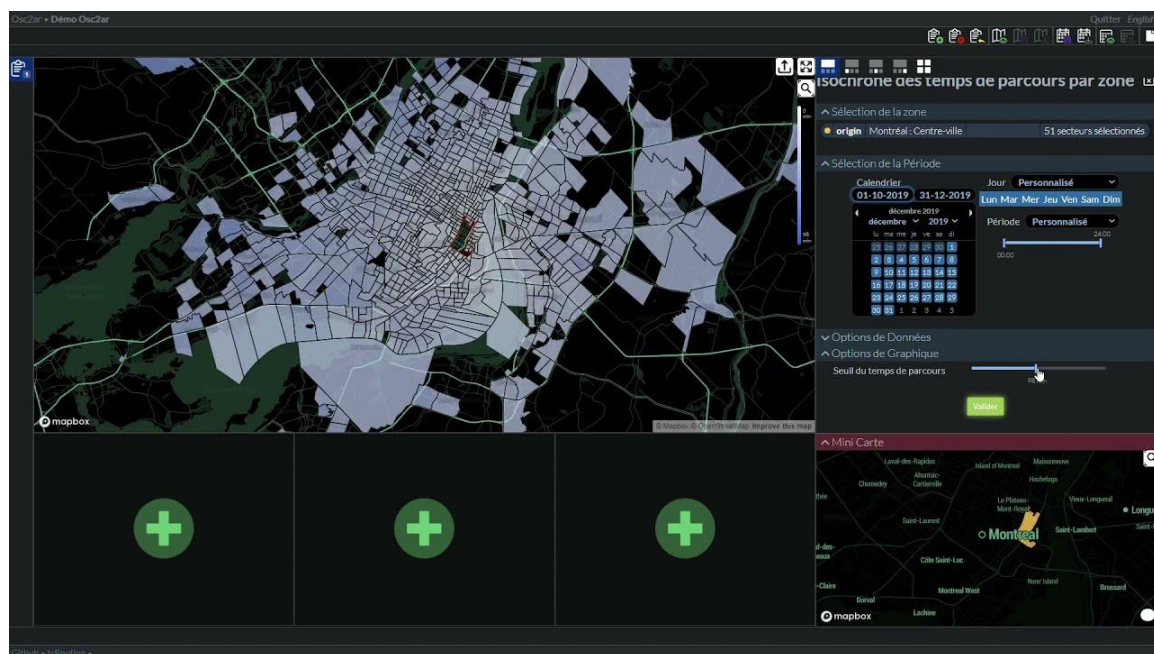 Osc2ar • Démo Osc2ar
Quitter English
1
Isochrone des temps de parcours par zone
Sélection de la zone
origin Montréal : Centre-ville 51 secteurs sélectionnés
Sélection de la Période
Calendrier
01-10-2019 31-12-2019
décembre 2019
décembre 2019
lu ma me je ve sa di
25 26 27 28 29 30 1
2 3 4 5 6 7 8
9 10 11 12 13 14 15
16 17 18 19 20 21 22
23 24 25 26 27 28 29
30 31 1 2 3 4 5
Jour Personnalisé
Lun Mar Mer Jeu Ven Sam Dim
Période Personnalisé
24:00
00:00
Options de Données
Options de Graphique
Seuil du temps de parcours
Valider
mapbox
© Mapbox © OpenStreetMap Improve this map
Mini Carte
Laval-des-Rapides
Island of Montreal
Maisonneuve
Ahuntsic-
Cartierville
Chomedey
Hochelaga
Le Plateau-
Mont-Royal
Vieux-Longueuil
Longu
Saint-Laurent
Montreal
Saint-Lambert
Côte Saint-Luc
Nuns' Island
Montreal West
Brossard
-Claire
Dorval
Lachine
mapbox